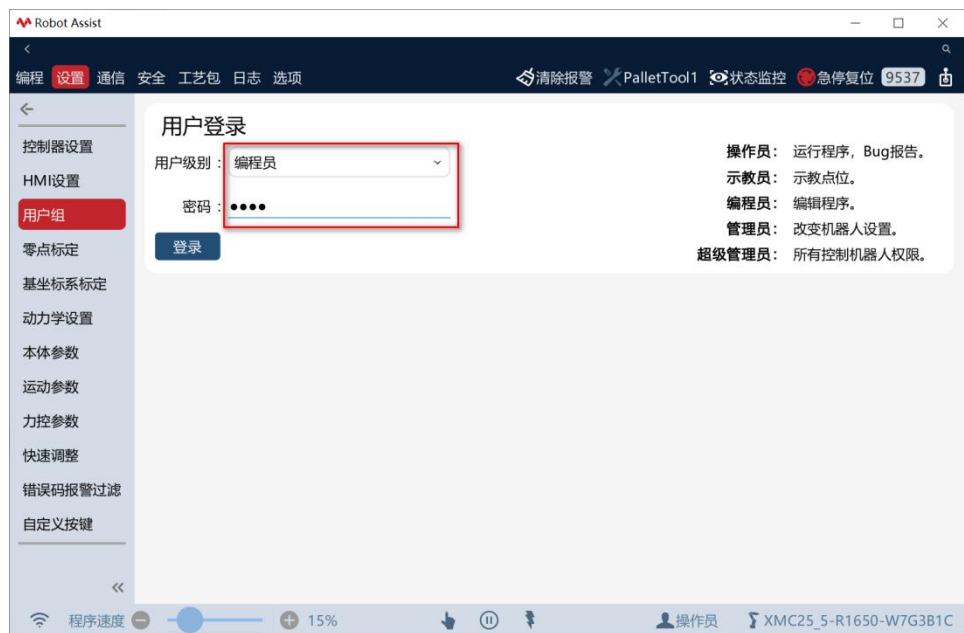 Robot Assist
编程 设置 通信 安全 工艺包 日志 选项 清除报警 PalletTool1 状态监控 急停复位 9537
控制器设置
HMI设置
用户组
零点标定
基坐标系标定
动力学设置
本体参数
运动参数
力控参数
快速调整
错误码报警过滤
自定义按键
用户登录
用户级别： 编程员
密码： ●●●●
登录
操作员： 运行程序，Bug报告。
示教员： 示教点位。
编程员： 编辑程序。
管理员： 改变机器人设置。
超级管理员： 所有控制机器人权限。
程序速度 15% 操作员 XMC25_5-R1650-W7G3B1C